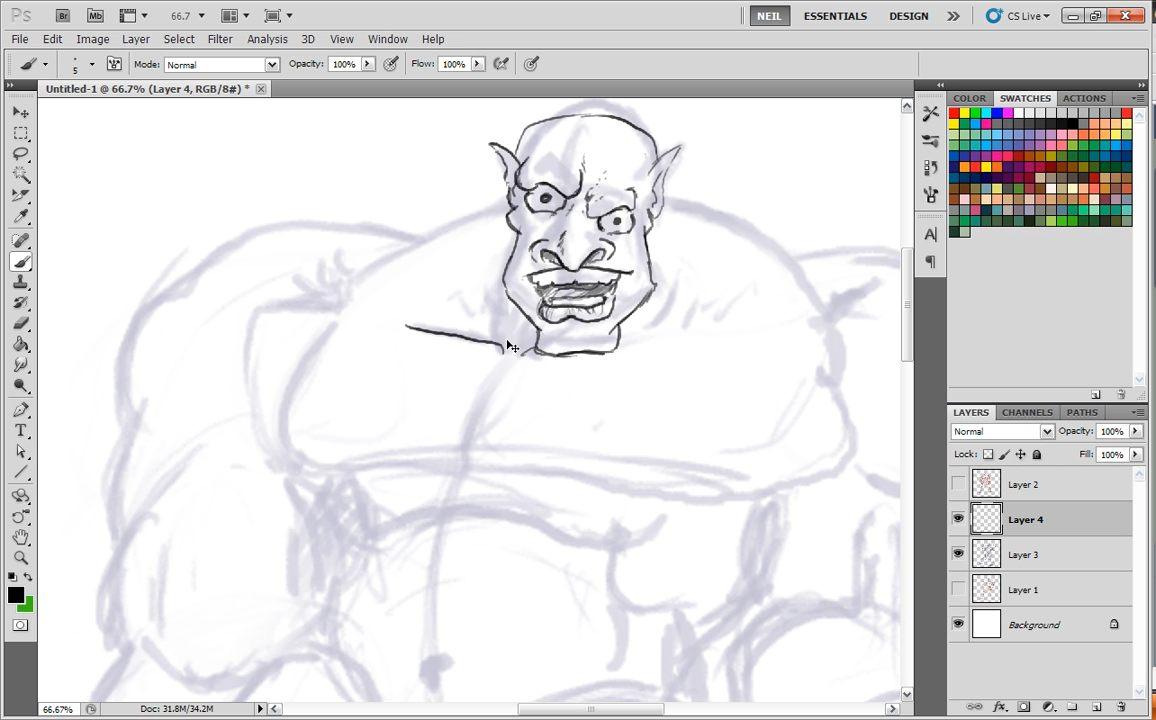 Ps Br Mb 66.7 NEIL ESSENTIALS DESIGN CS Live
File Edit Image Layer Select Filter Analysis 3D View Window Help
5 Mode: Normal Opacity: 100% Flow: 100%
Untitled-1 @ 66.7% (Layer 4, RGB/8#) *
COLOR SWATCHES ACTIONS
LAYERS CHANNELS PATHS
Normal Opacity: 100%
Lock: Fill: 100%
Layer 2
Layer 4
Layer 3
Layer 1
Background
66.67% Doc: 31.8M/34.2M